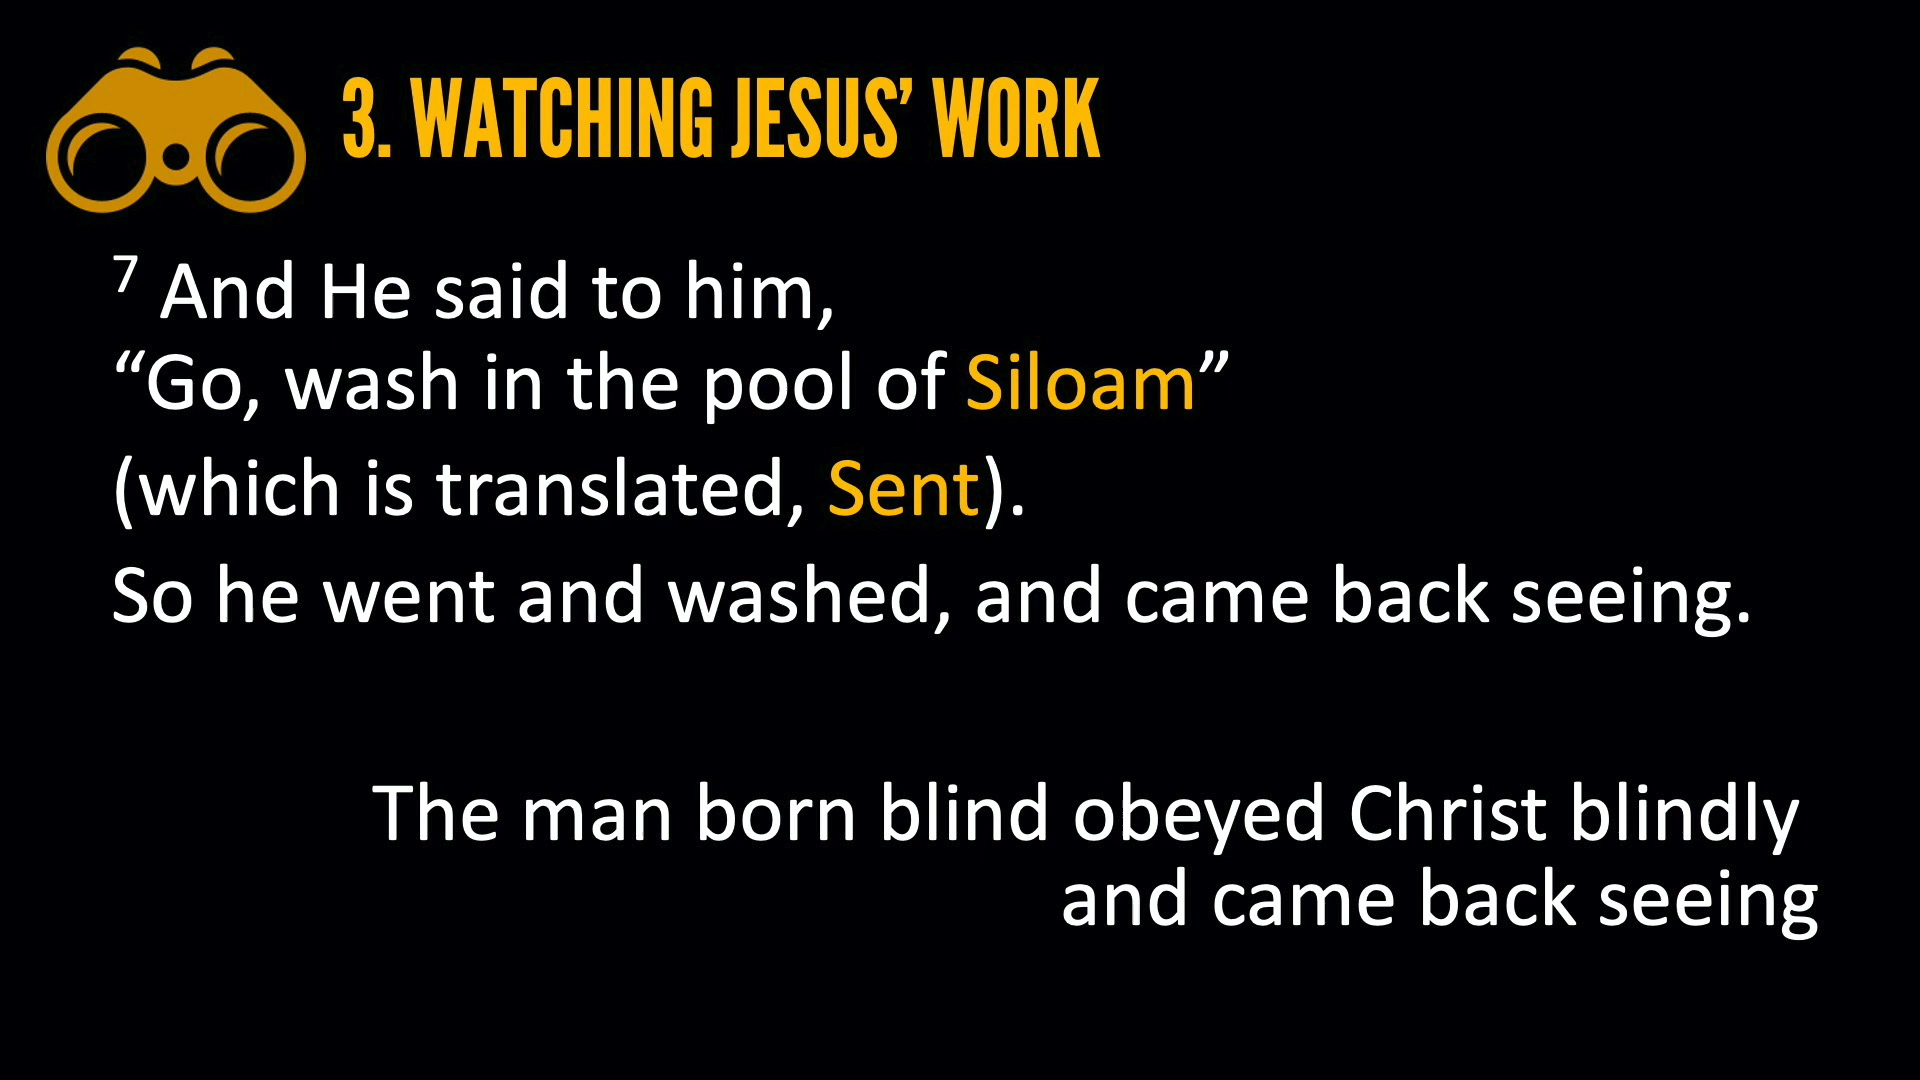 3. WATCHING JESUS’ WORK
7 And He said to him,
“Go, wash in the pool of Siloam”
(which is translated, Sent).
So he went and washed, and came back seeing.
The man born blind obeyed Christ blindly
and came back seeing